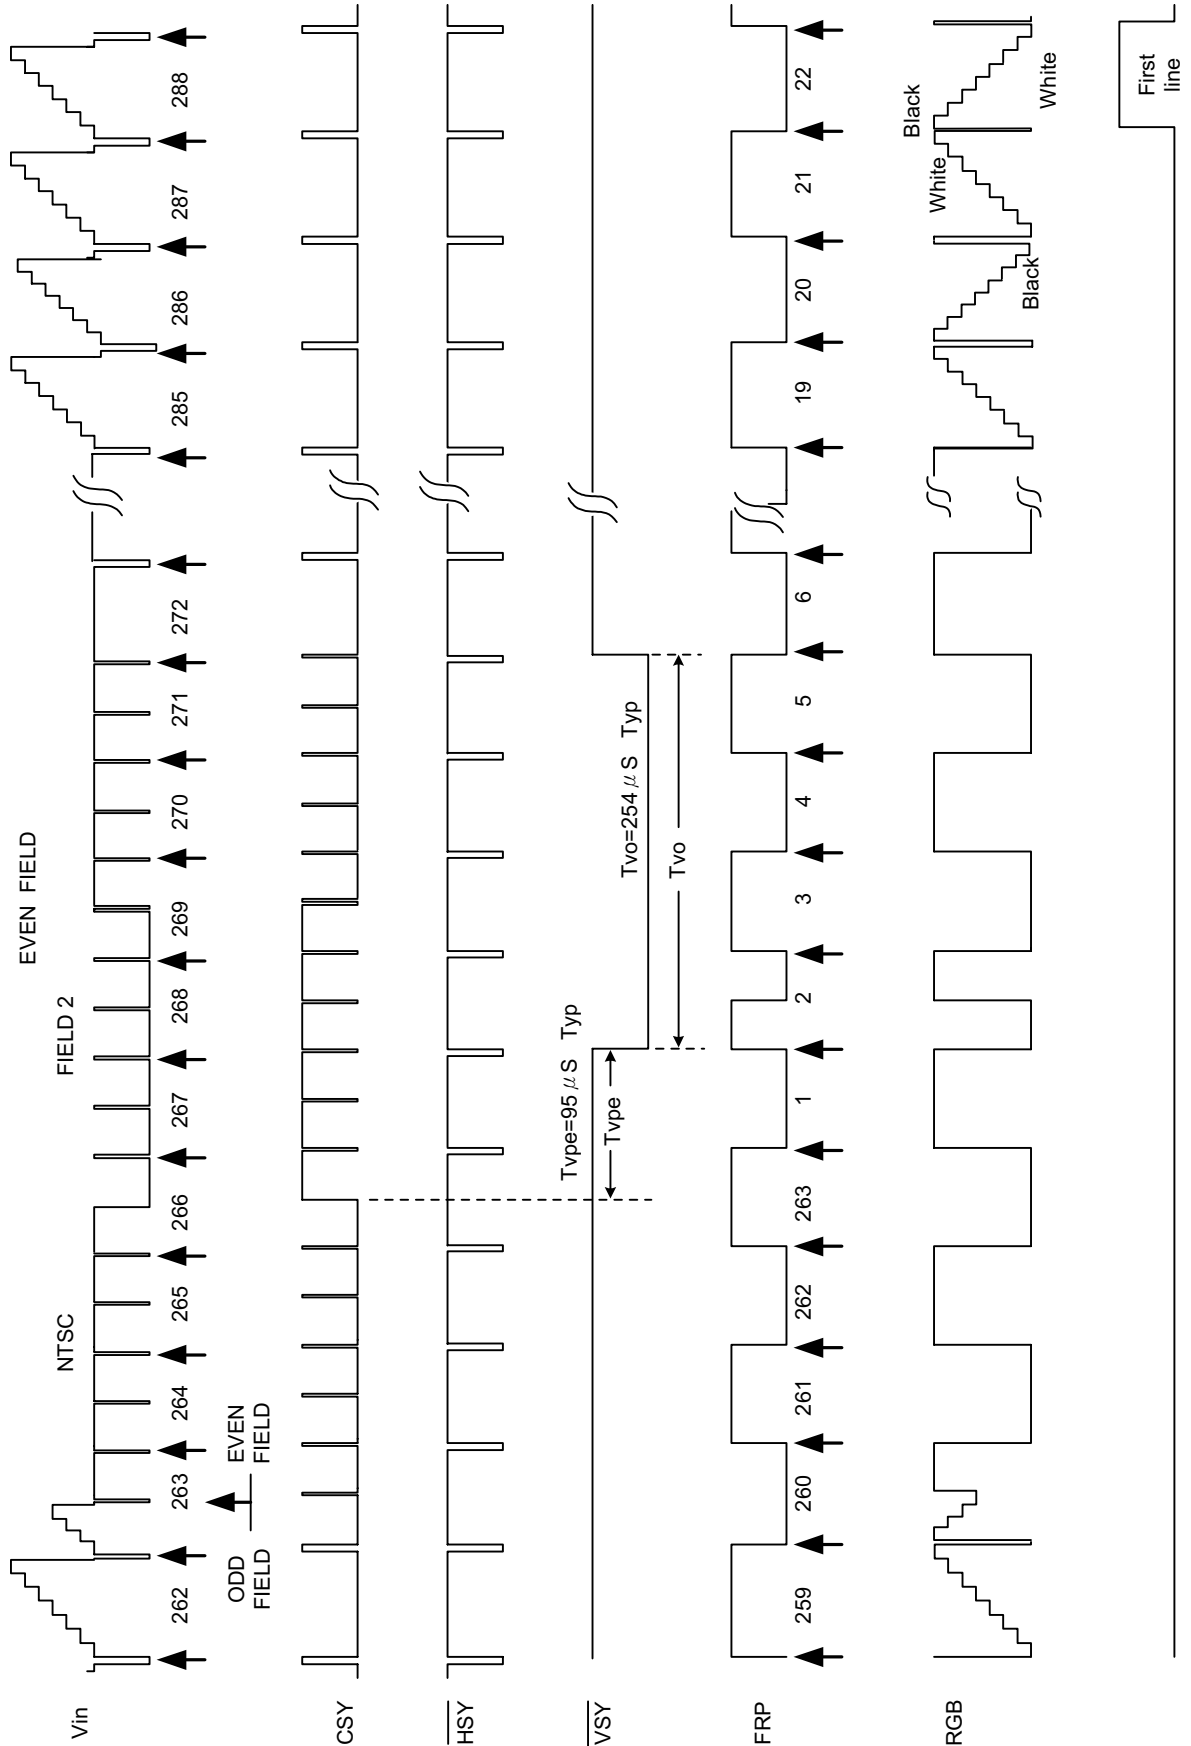 EVEN FIELD
NTSC
FIELD 2
Vin
262
263
264
265
266
267
268
269
270
271
272
285
286
287
288
ODD
FIELD
EVEN
FIELD
CSY
HSY
VSY
Tvpe=95 μS Typ
Tvpe
Tvo=254 μS Typ
Tvo
FRP
259
260
261
262
263
1
2
3
4
5
6
19
20
21
22
RGB
Black
White
Black
White
First
line